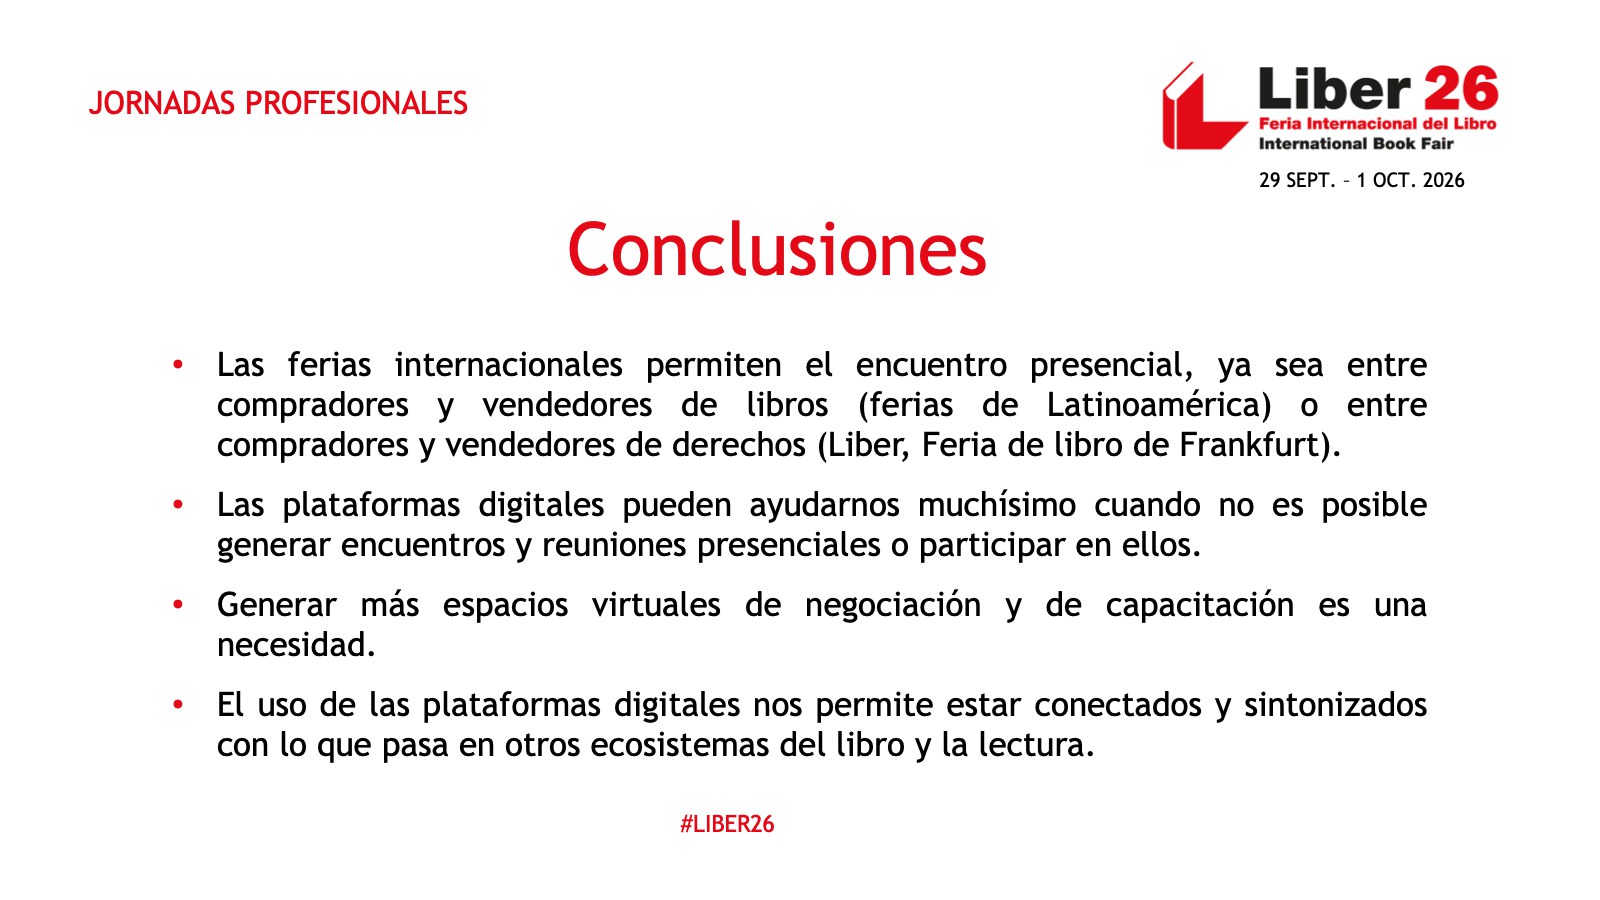 JORNADAS PROFESIONALES
Liber 26
Feria Internacional del Libro
International Book Fair
29 SEPT. - 1 OCT. 2026
Conclusiones
• Las ferias internacionales permiten el encuentro presencial, ya sea entre
compradores y vendedores de libros (ferias de Latinoamérica) o entre
compradores y vendedores de derechos (Liber, Feria de libro de Frankfurt).
• Las plataformas digitales pueden ayudarnos muchísimo cuando no es posible
generar encuentros y reuniones presenciales o participar en ellos.
• Generar más espacios virtuales de negociación y de capacitación es una
necesidad.
• El uso de las plataformas digitales nos permite estar conectados y sintonizados
con lo que pasa en otros ecosistemas del libro y la lectura.
#LIBER26